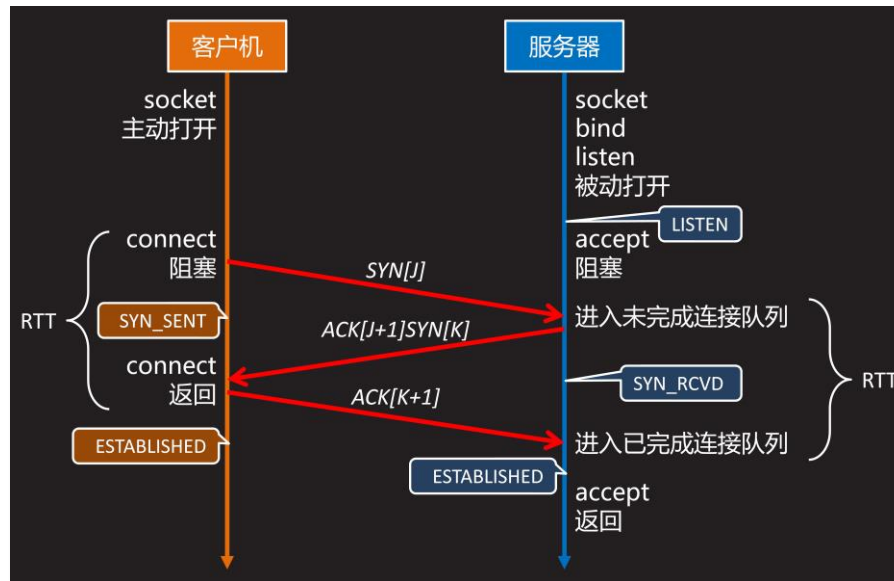 客户机
服务器
socket
主动打开
socket
bind
listen
被动打开
LISTEN
connect
阻塞
accept
阻塞
SYN[J]
RTT
SYN_SENT
进入未完成连接队列
ACK[J+1]SYN[K]
connect
返回
SYN_RCVD
RTT
ACK[K+1]
ESTABLISHED
进入已完成连接队列
ESTABLISHED
accept
返回